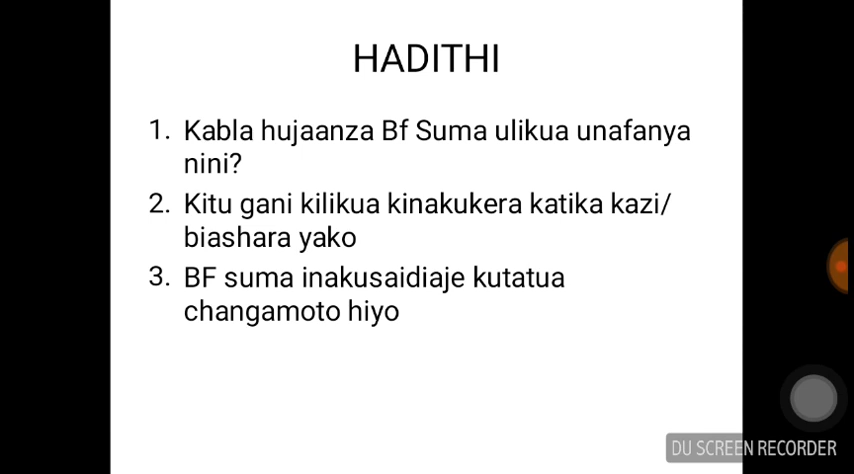 HADITHI
1. Kabla hujaanza Bf Suma ulikua unafanya
nini?
2. Kitu gani kilikua kinakukera katika kazi/
biashara yako
3. BF suma inakusaidiaje kutatua
changamoto hiyo
DU SCREEN RECORDER